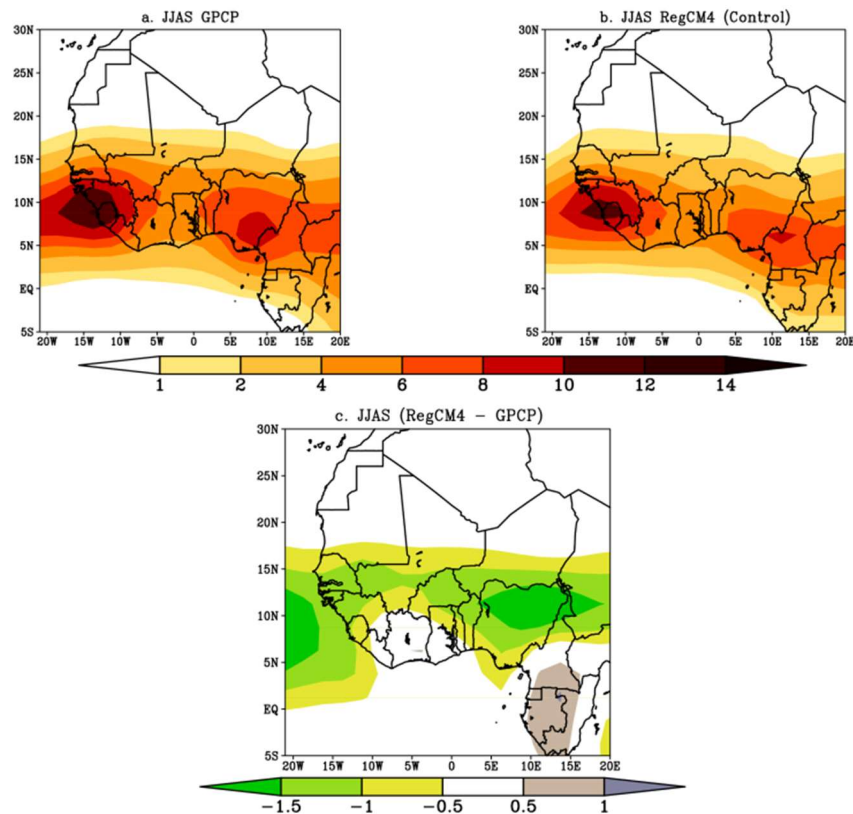 a. JJAS GPCP
b. JJAS RegCM4 (Control)
30N
25N
20N
15N
10N
5N
EQ
5S
20W 15W 10W 5W 0 5E 10E 15E 20E
30N
25N
20N
15N
10N
5N
EQ
5S
20W 15W 10W 5W 0 5E 10E 15E 20E
1 2 4 6 8 10 12 14
c. JJAS (RegCM4 – GPCP)
30N
25N
20N
15N
10N
5N
EQ
5S
20W 15W 10W 5W 0 5E 10E 15E 20E
−1.5 −1 −0.5 0.5 1